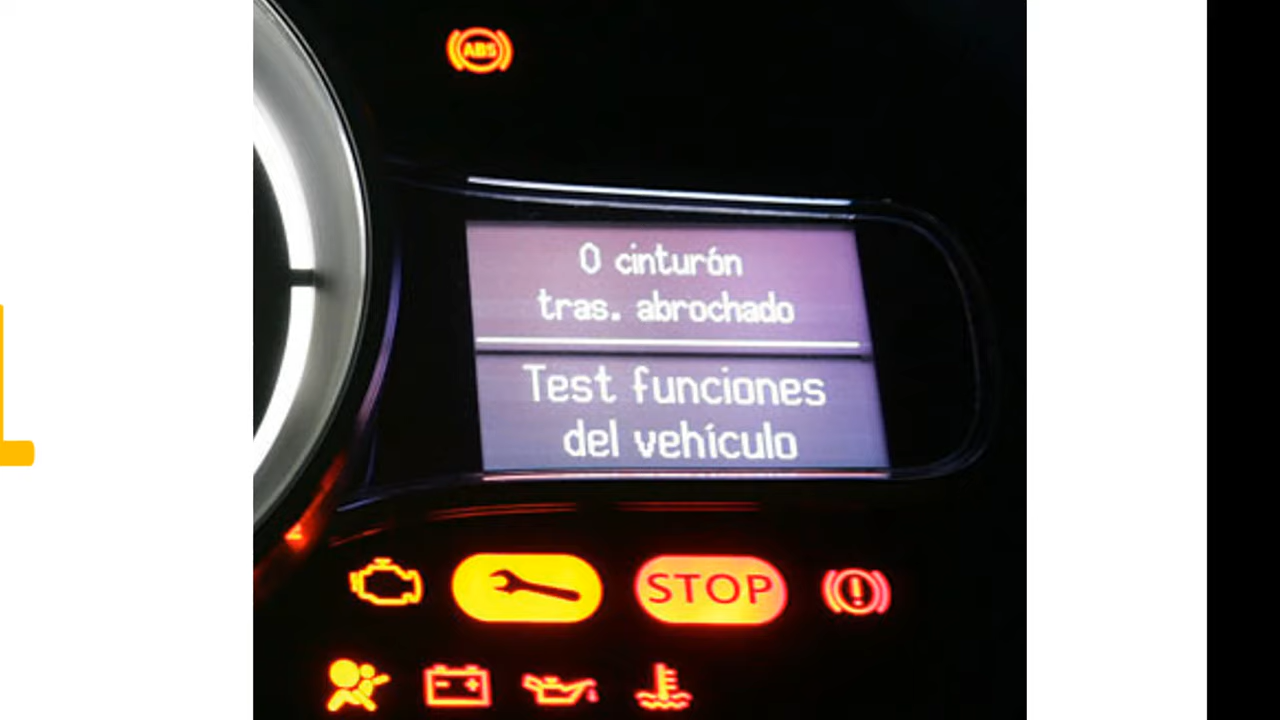 ABS
0 cinturón
tras. abrochado
Test funciones
del vehículo
STOP